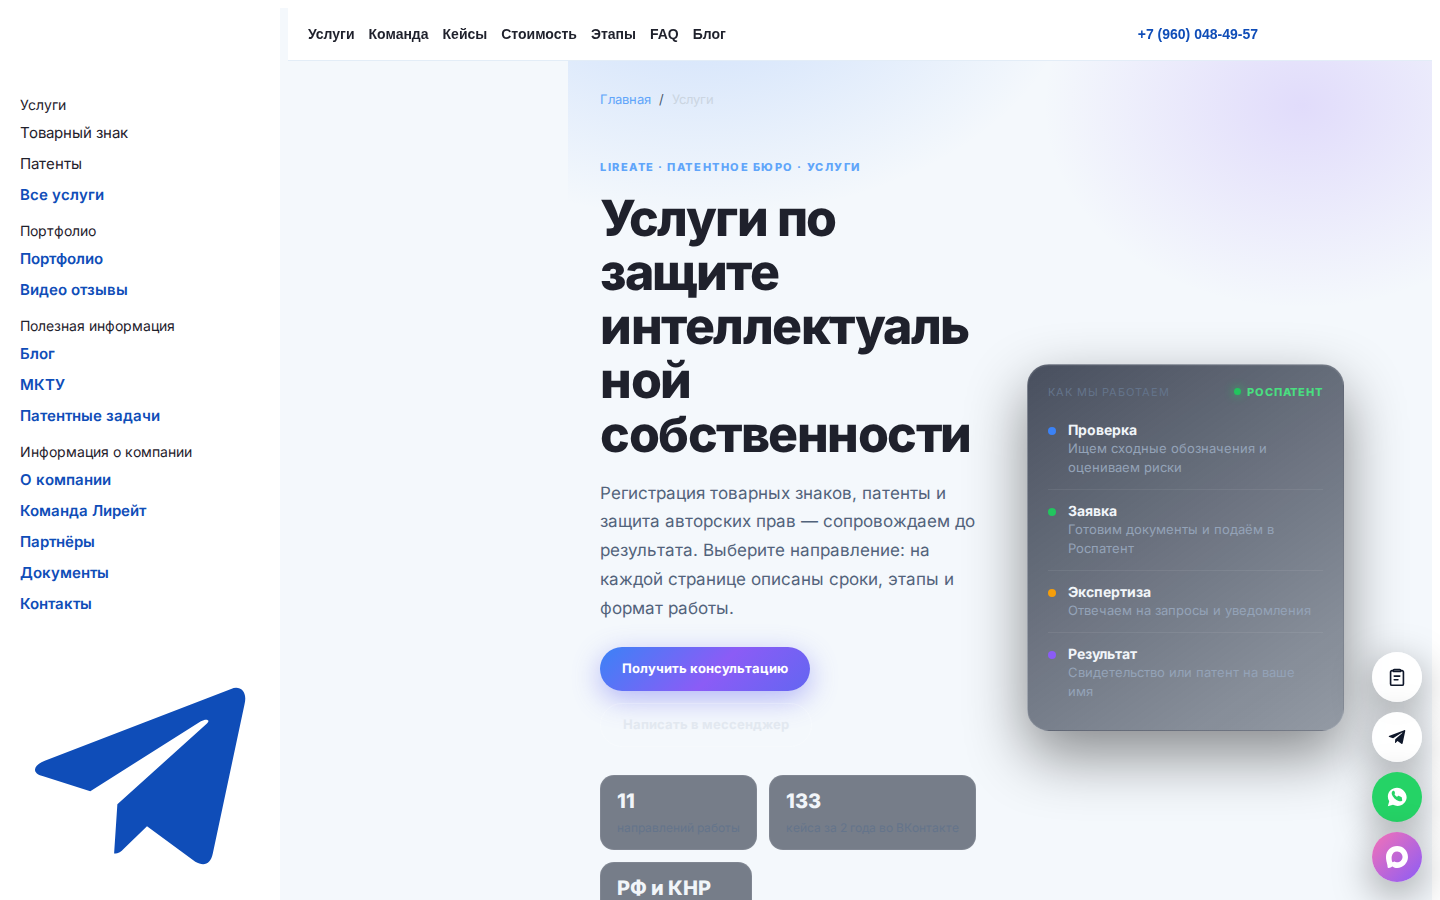 Услуги Команда Кейсы Стоимость Этапы FAQ Блог
+7 (960) 048-49-57
Услуги
Товарный знак
Патенты
Все услуги
Портфолио
Портфолио
Видео отзывы
Полезная информация
Блог
МКТУ
Патентные задачи
Информация о компании
О компании
Команда Лирейт
Партнёры
Документы
Контакты
Главная / Услуги
LIREATE · ПАТЕНТНОЕ БЮРО · УСЛУГИ
Услуги по
защите
интеллектуаль
ной
собственности
Регистрация товарных знаков, патенты и
защита авторских прав — сопровождаем до
результата. Выберите направление: на
каждой странице описаны сроки, этапы и
формат работы.
Получить консультацию
Написать в мессенджер
11
направлений работы
133
кейса за 2 года во ВКонтакте
РФ и КНР
КАК МЫ РАБОТАЕМ
РОСПАТЕНТ
Проверка
Ищем сходные обозначения и
оцениваем риски
Заявка
Готовим документы и подаём в
Роспатент
Экспертиза
Отвечаем на запросы и уведомления
Результат
Свидетельство или патент на ваше
имя